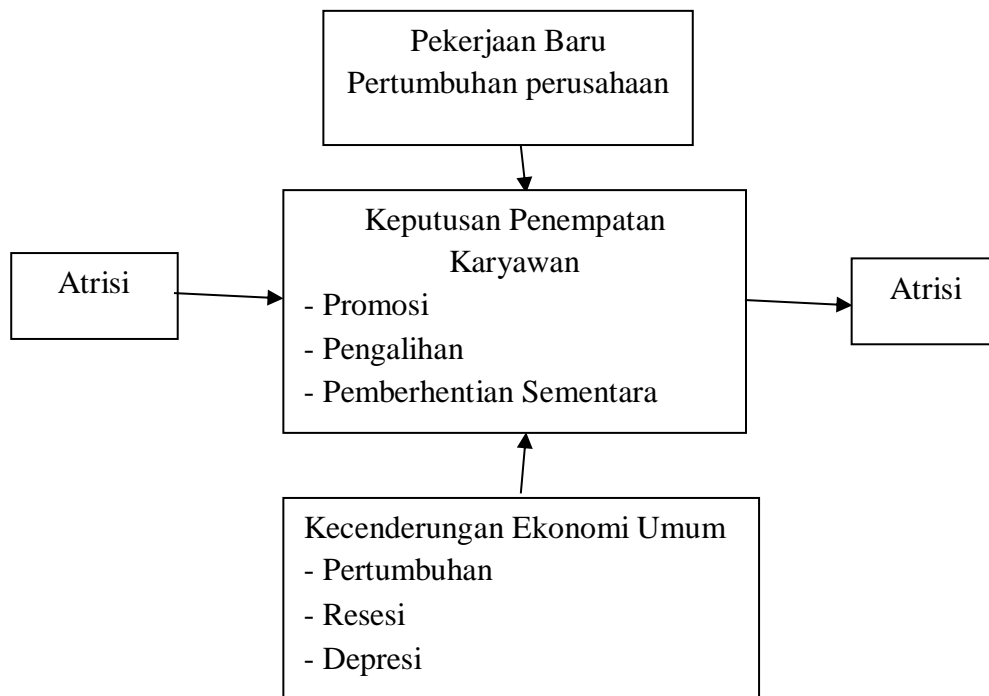 Pekerjaan Baru
Pertumbuhan perusahaan
Keputusan Penempatan
Karyawan
- Promosi
- Pengalihan
- Pemberhentian Sementara
Atrisi
Atrisi
Kecenderungan Ekonomi Umum
- Pertumbuhan
- Resesi
- Depresi